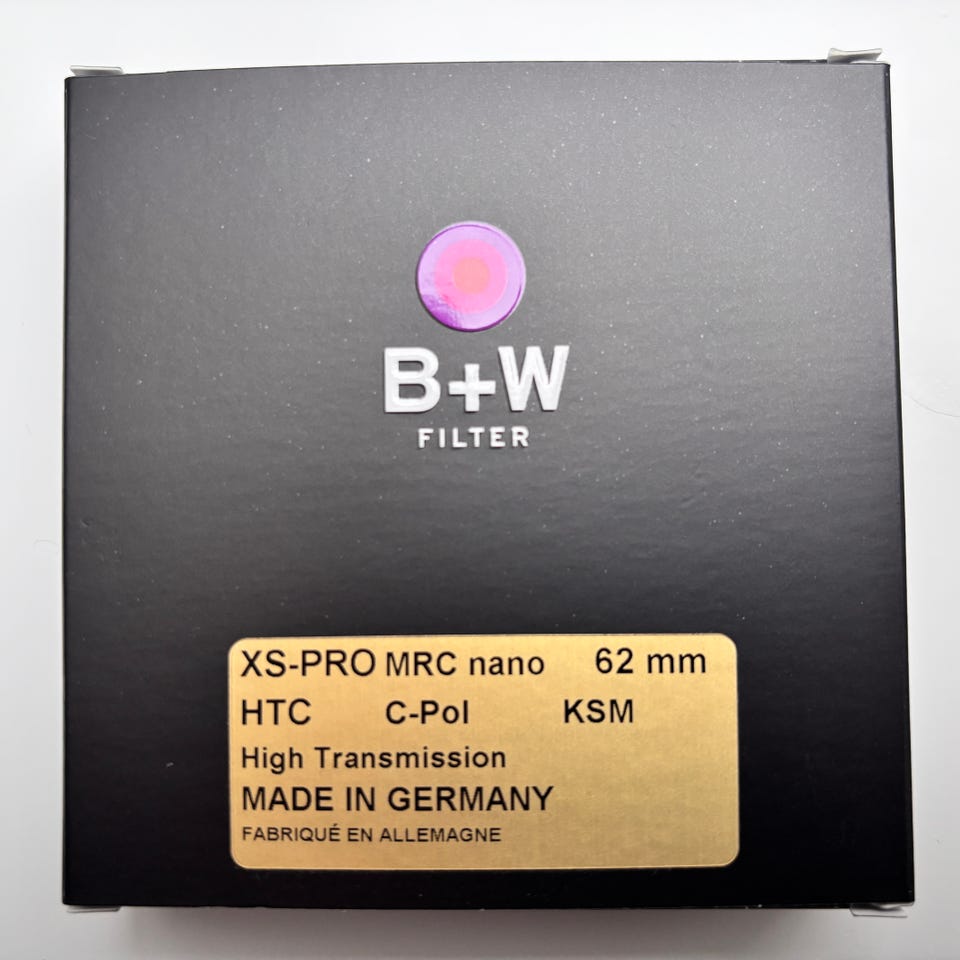 B+W
FILTER
XS-PRO MRC nano 62 mm
HTC C-Pol KSM
High Transmission
MADE IN GERMANY
FABRIQUÉ EN ALLEMAGNE